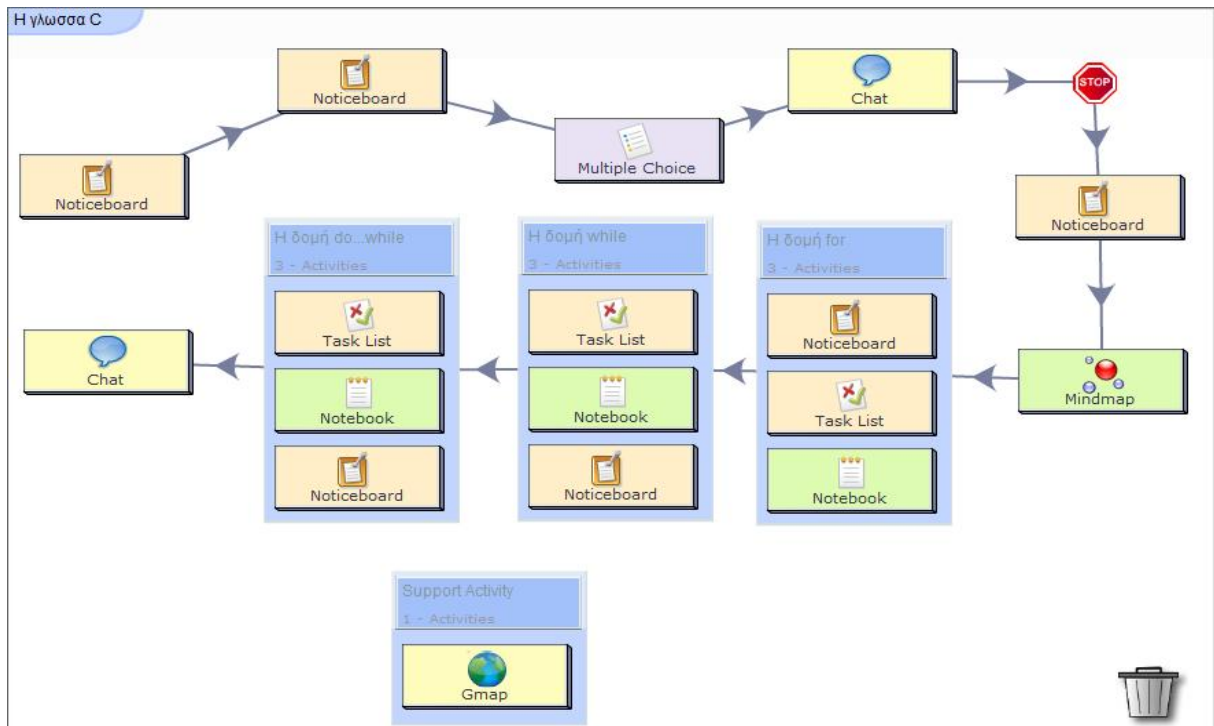 Η γλωσσα C
Noticeboard
Noticeboard
Multiple Choice
Chat
STOP
Noticeboard
Mindmap
Η δομή for
3 - Activities
Noticeboard
Task List
Notebook
Η δομή while
3 - Activities
Task List
Notebook
Noticeboard
Η δομή do...while
3 - Activities
Task List
Notebook
Noticeboard
Chat
Support Activity
1 - Activities
Gmap